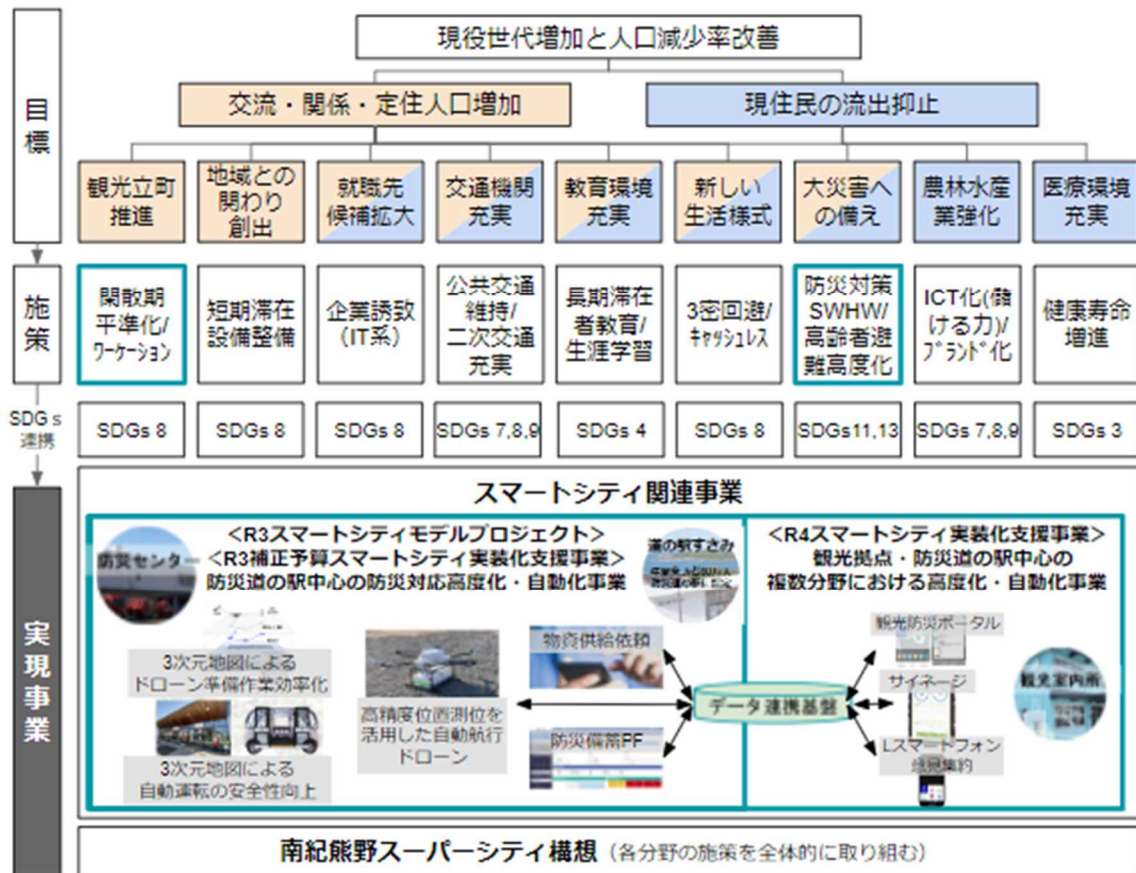 現役世代増加と人口減少率改善
目標
交流・関係・定住人口増加
現住民の流出抑止
観光立町
推進
地域との
関わり
創出
就職先
候補拡大
交通機関
充実
教育環境
充実
新しい
生活様式
大災害へ
の備え
農林水産
業強化
医療環境
充実
施策
閑散期
平準化/
ﾜｰｹｰｼｮﾝ
短期滞在
設備整備
企業誘致
(IT系)
公共交通
維持/
二次交通
充実
長期滞在
者教育/
生涯学習
3密回避/
ｷｬｯｼｭﾚｽ
防災対策
SWHW/
高齢者避
難高度化
ICT化(儲
ける力)/
ﾌﾞﾗﾝﾄﾞ化
健康寿命
増進
SDGｓ
連携
SDGs 8
SDGs 8
SDGs 8
SDGs 7,8,9
SDGs 4
SDGs 8
SDGs11,13
SDGs 7,8,9
SDGs 3
実現事業
スマートシティ関連事業
<R3スマートシティモデルプロジェクト>
<R3補正予算スマートシティ実装化支援事業>
防災道の駅中心の防災対応高度化・自動化事業
防災センター
道の駅すさみ
<R4スマートシティ実装化支援事業>
観光拠点・防災道の駅中心の
複数分野における高度化・自動化事業
3次元地図による
ドローン準備作業効率化
3次元地図による
自動運転の安全性向上
高精度位置測位を
活用した自動航行
ドローン
物資供給依頼
防災備蓄PF
データ連携基盤
観光防災ポータル
サイネージ
Lスマートフォン
意見集約
観光案内所
南紀熊野スーパーシティ構想（各分野の施策を全体的に取り組む）